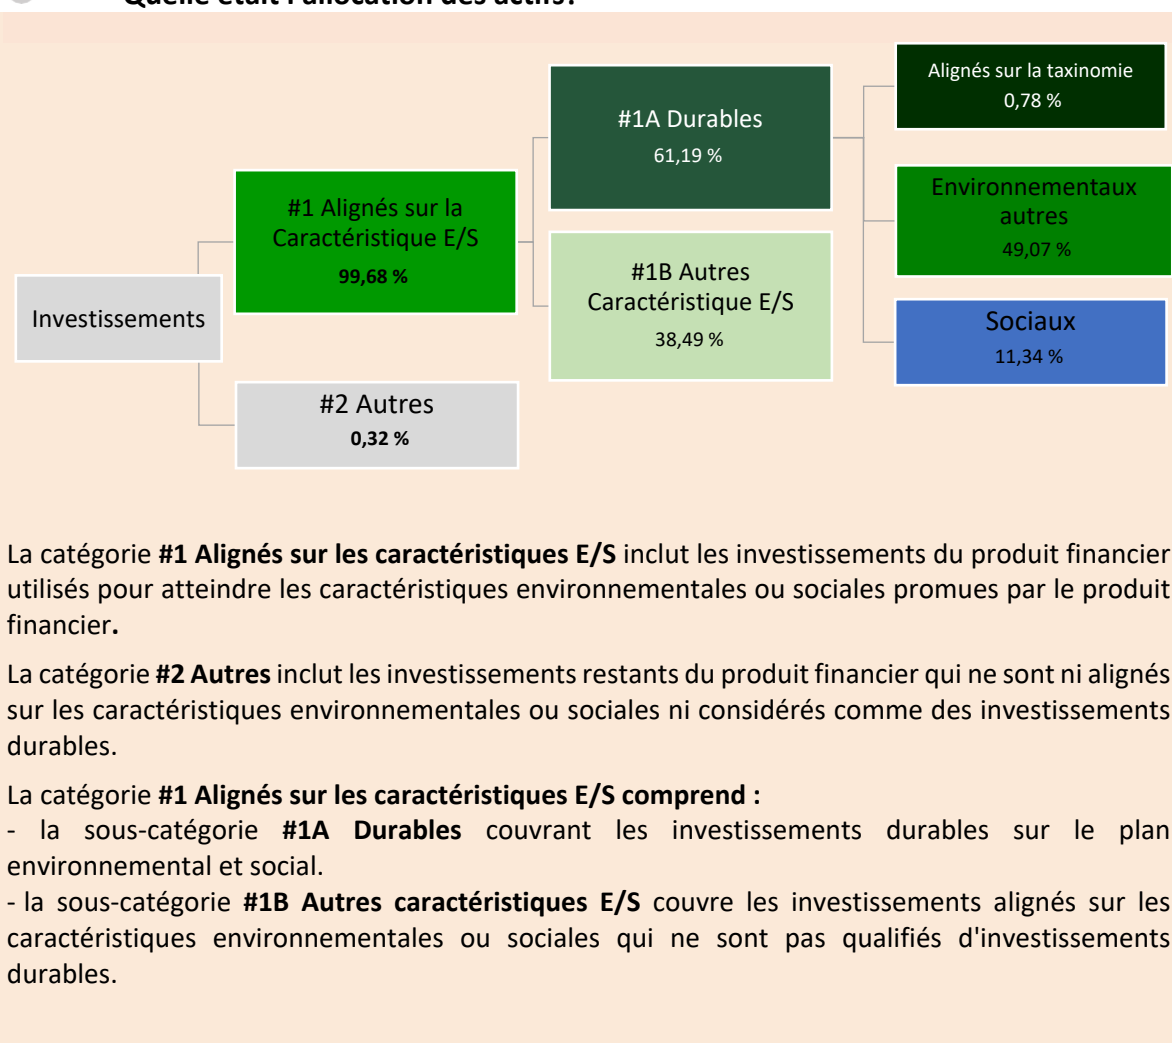 Quelle était l'allocation des actifs?
Alignés sur la taxinomie
0,78 %
#1A Durables
61,19 %
Environnementaux
autres
49,07 %
#1 Alignés sur la
Caractéristique E/S
99,68 %
#1B Autres
Caractéristique E/S
38,49 %
Investissements
Sociaux
11,34 %
#2 Autres
0,32 %
La catégorie #1 Alignés sur les caractéristiques E/S inclut les investissements du produit financier
utilisés pour atteindre les caractéristiques environnementales ou sociales promues par le produit
financier.
La catégorie #2 Autres inclut les investissements restants du produit financier qui ne sont ni alignés
sur les caractéristiques environnementales ou sociales ni considérés comme des investissements
durables.
La catégorie #1 Alignés sur les caractéristiques E/S comprend :
- la sous-catégorie #1A Durables couvrant les investissements durables sur le plan
environnemental et social.
- la sous-catégorie #1B Autres caractéristiques E/S couvre les investissements alignés sur les
caractéristiques environnementales ou sociales qui ne sont pas qualifiés d'investissements
durables.